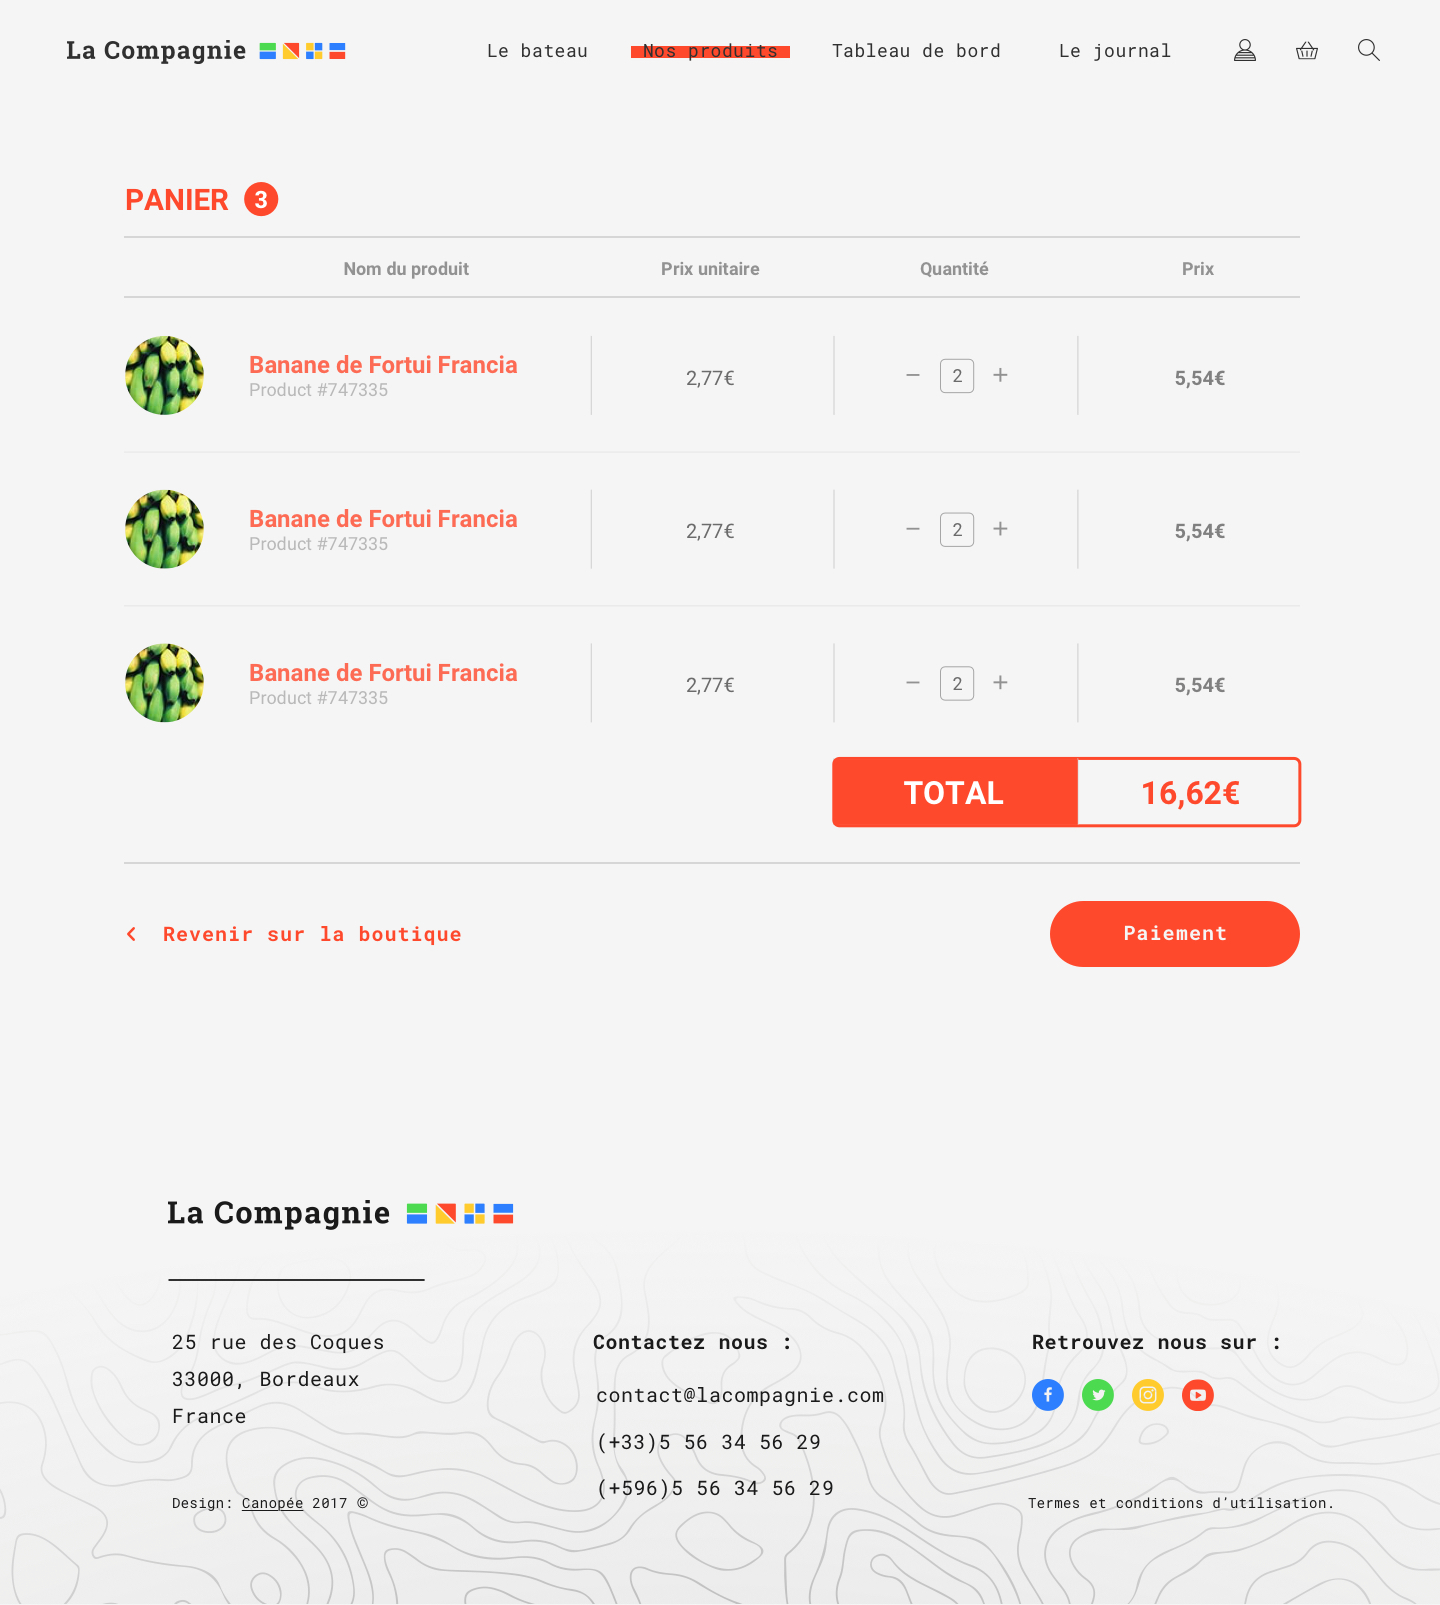 La Compagnie
Le bateau
Nos produits
Tableau de bord
Le journal
PANIER 3
Nom du produit
Prix unitaire
Quantité
Prix
Banane de Fortui Francia
Product #747335
2,77€
− 2 +
5,54€
Banane de Fortui Francia
Product #747335
2,77€
− 2 +
5,54€
Banane de Fortui Francia
Product #747335
2,77€
− 2 +
5,54€
TOTAL
16,62€
Revenir sur la boutique
Paiement
La Compagnie
25 rue des Coques
33000, Bordeaux
France
Contactez nous :
contact@lacompagnie.com
(+33)5 56 34 56 29
(+596)5 56 34 56 29
Retrouvez nous sur :
Design: Canopée 2017 ©
Termes et conditions d’utilisation.